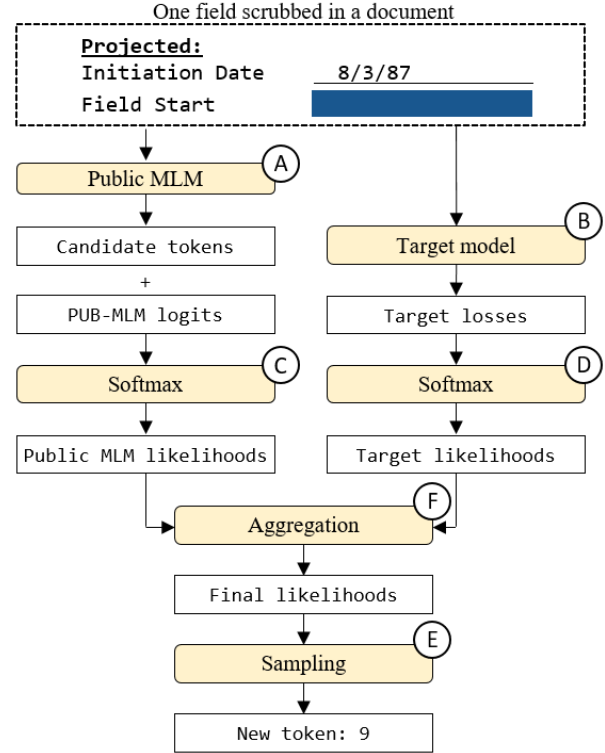 One field scrubbed in a document
Projected:
Initiation Date 8/3/87
Field Start
A
Public MLM
B
Candidate tokens
Target model
+
PUB-MLM logits
Target losses
C
D
Softmax
Softmax
Public MLM likelihoods
Target likelihoods
F
Aggregation
Final likelihoods
E
Sampling
New token: 9